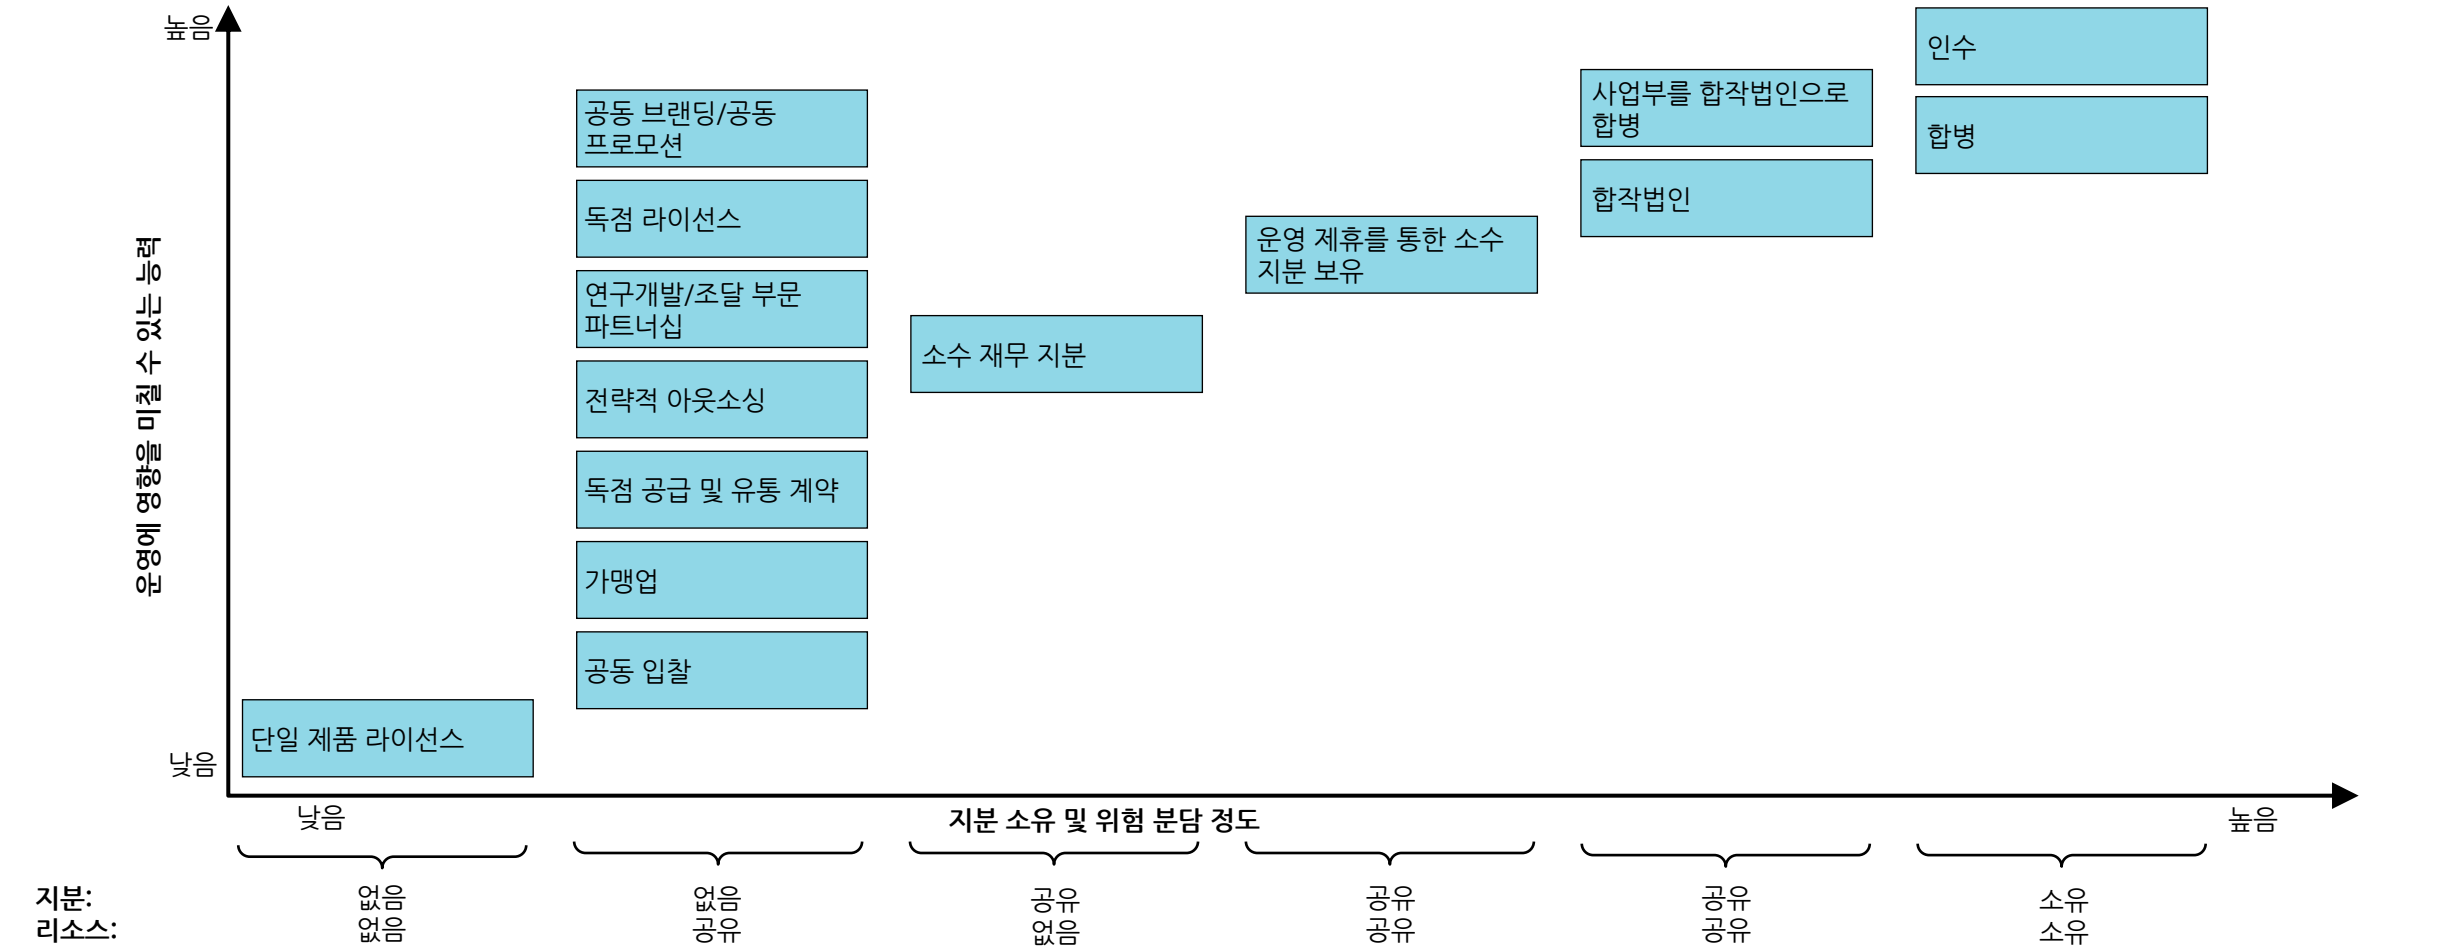 높음
인수
사업부를 합작법인으로
합병
합병
공동 브랜딩/공동
프로모션
합작법인
독점 라이선스
운영 제휴를 통한 소수
지분 보유
연구개발/조달 부문
파트너십
소수 재무 지분
전략적 아웃소싱
독점 공급 및 유통 계약
가맹업
공동 입찰
단일 제품 라이선스
운영에 영향을 미칠 수 있는 능력
낮음
낮음
지분 소유 및 위험 분담 정도
높음
지분: 없음 없음 공유 공유 공유 소유
리소스: 없음 공유 없음 공유 공유 소유